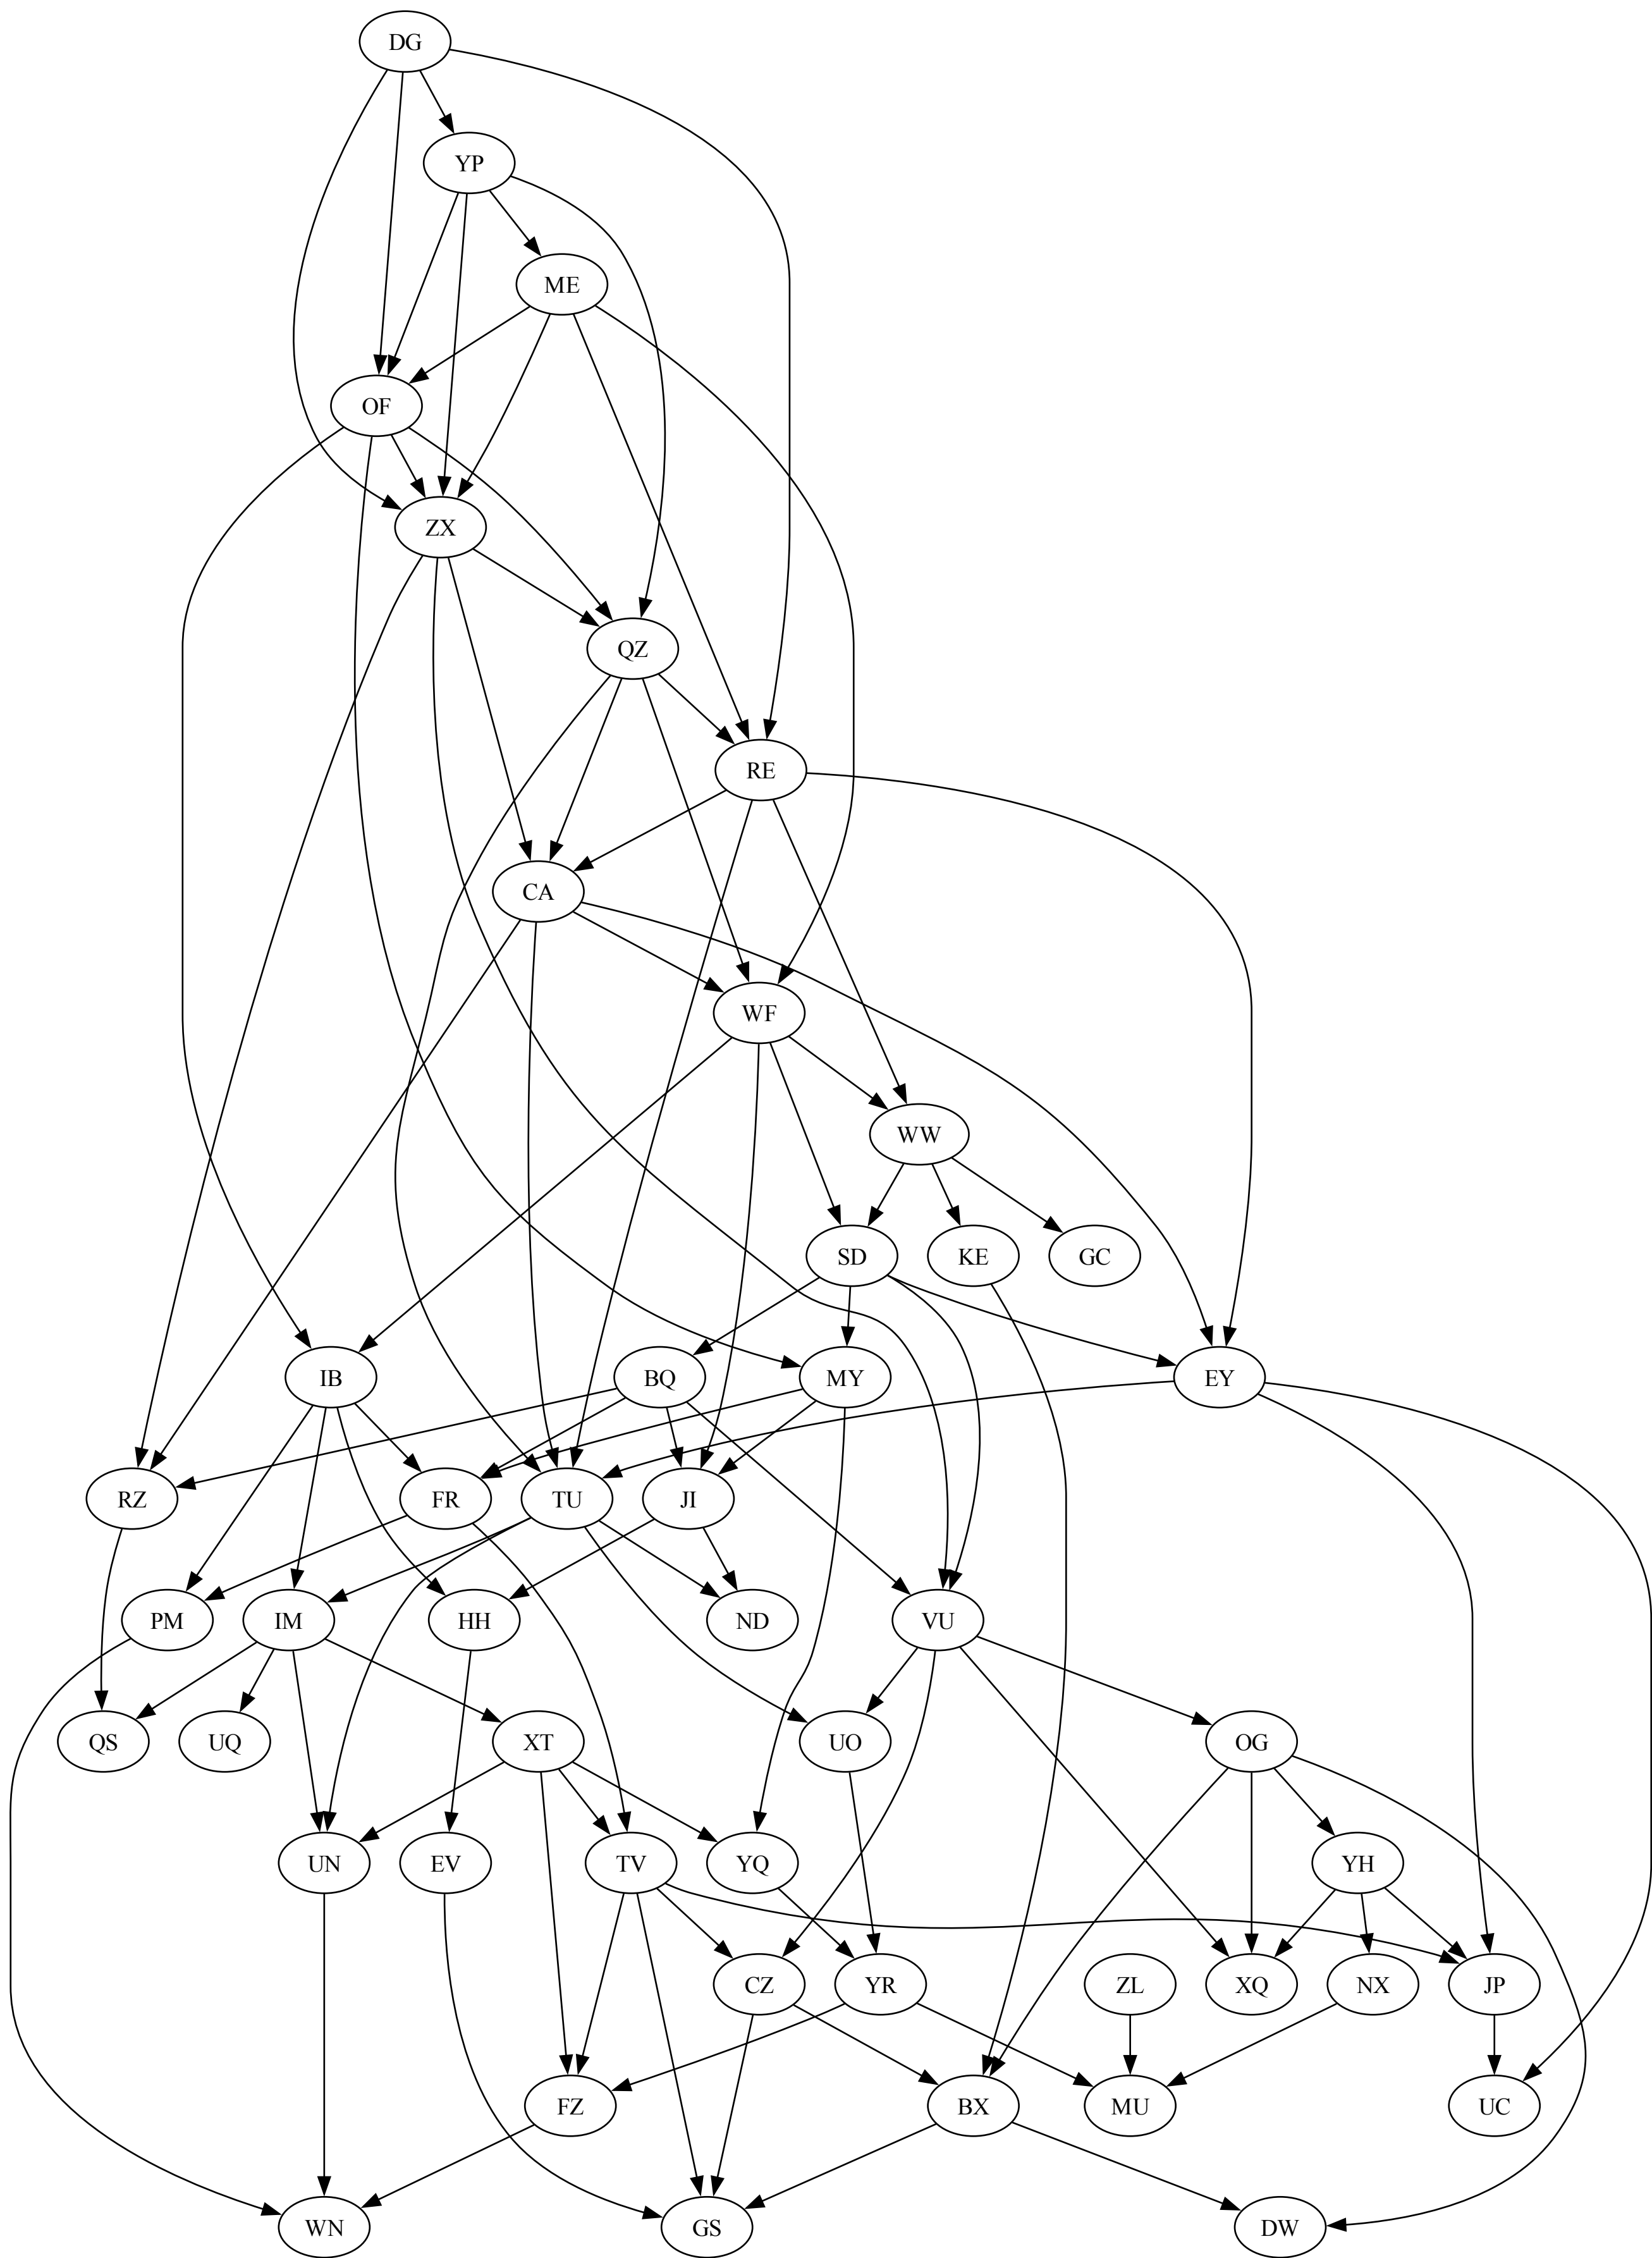 DG
YP
ME
OF
ZX
QZ
RE
CA
WF
WW
SD
KE
GC
IB
BQ
MY
EY
RZ
FR
TU
JI
PM
IM
HH
ND
VU
QS
UQ
XT
UO
OG
UN
EV
TV
YQ
YH
CZ
YR
ZL
XQ
NX
JP
FZ
BX
MU
UC
WN
GS
DW